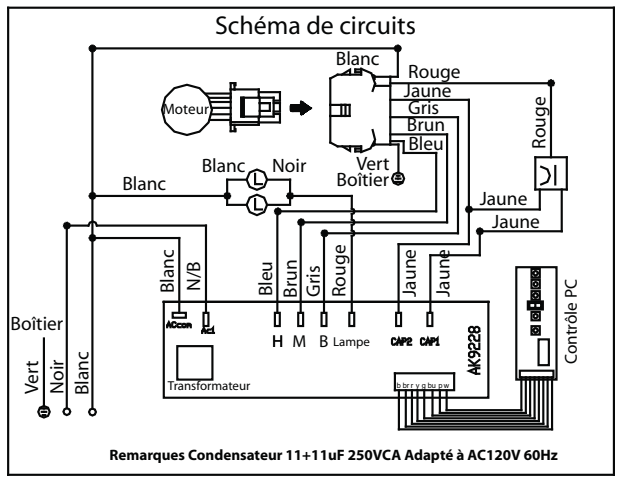 Schéma de circuits
Blanc
Rouge
Jaune
Gris
Brun
Bleu
Moteur
Rouge
Vert
Boîtier
Blanc
Noir
Blanc
L
L
Jaune
Jaune
Blanc
N/B
Bleu
Brun
Gris
Rouge
Jaune
Jaune
Boîtier
Vert
Noir
Blanc
ACcom
Ac1
H
M
B
Lampe
CAP2
CAP1
AK9228
Contrôle PC
Transformateur
b b r r y g b u p w
Remarques Condensateur 11+11uF 250VCA Adapté à AC120V 60Hz